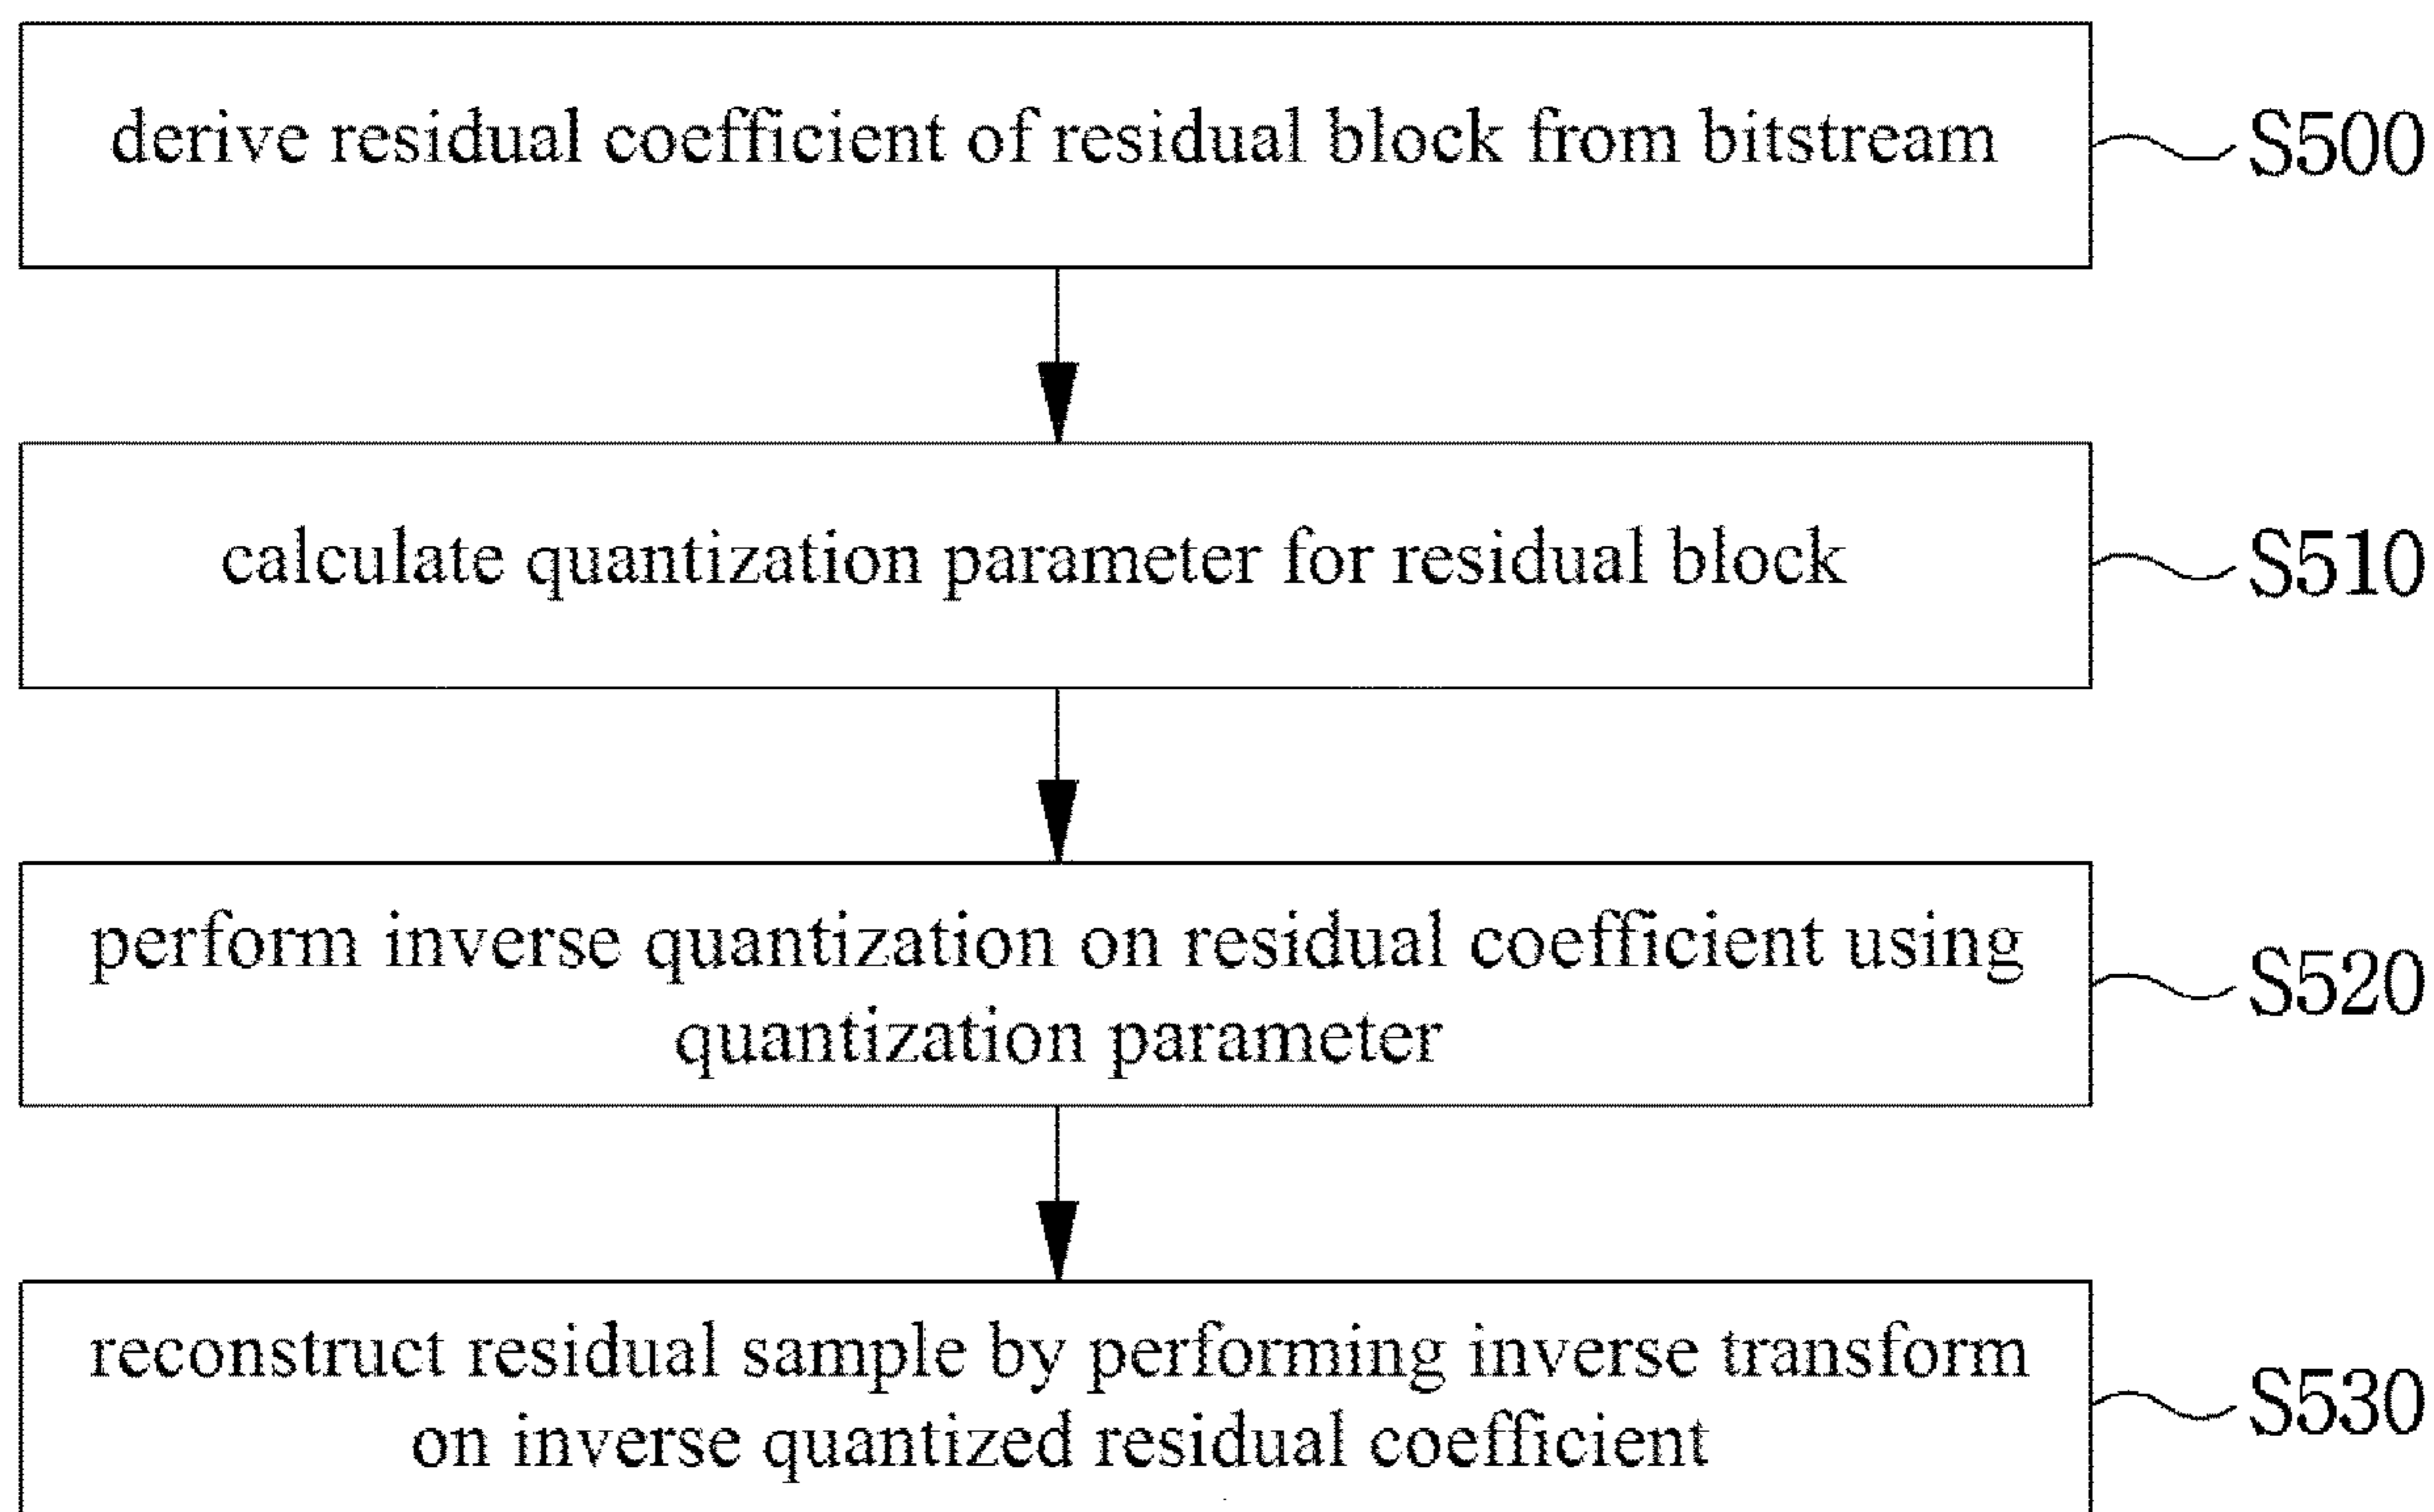 derive residual coefficient of residual block from bitstream
S500
calculate quantization parameter for residual block
S510
perform inverse quantization on residual coefficient using
quantization parameter
S520
reconstruct residual sample by performing inverse transform
on inverse quantized residual coefficient
S530